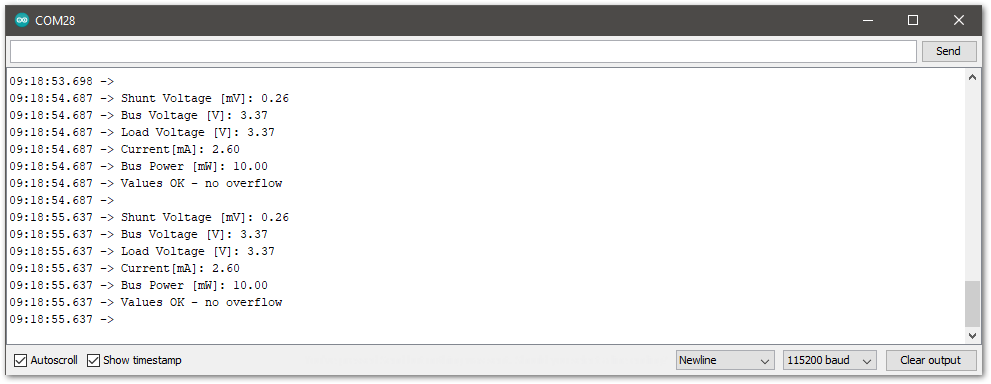 COM28
Send
09:18:53.698 ->
09:18:54.687 -> Shunt Voltage [mV]: 0.26
09:18:54.687 -> Bus Voltage [V]: 3.37
09:18:54.687 -> Load Voltage [V]: 3.37
09:18:54.687 -> Current[mA]: 2.60
09:18:54.687 -> Bus Power [mW]: 10.00
09:18:54.687 -> Values OK - no overflow
09:18:54.687 ->
09:18:55.637 -> Shunt Voltage [mV]: 0.26
09:18:55.637 -> Bus Voltage [V]: 3.37
09:18:55.637 -> Load Voltage [V]: 3.37
09:18:55.637 -> Current[mA]: 2.60
09:18:55.637 -> Bus Power [mW]: 10.00
09:18:55.637 -> Values OK - no overflow
09:18:55.637 ->
Autoscroll Show timestamp Newline 115200 baud Clear output